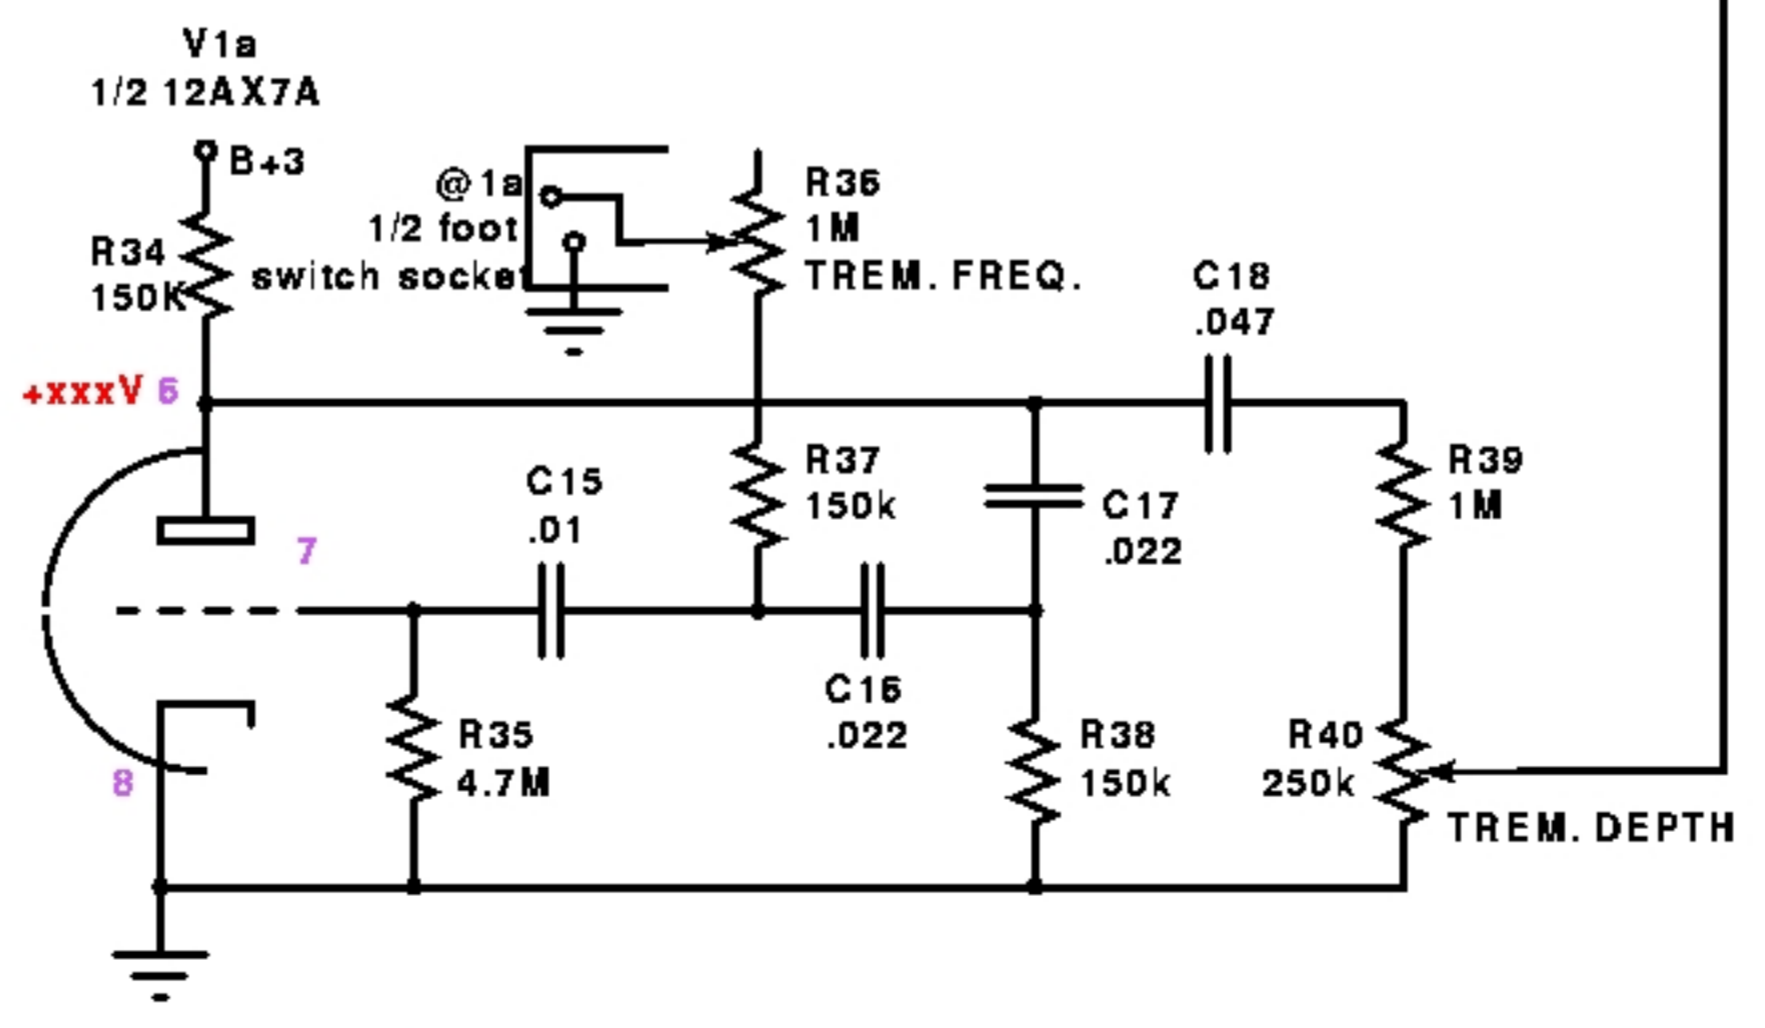 V1a
1/2 12AX7A
B+3
R34
150K
@1a
1/2 foot
switch socket
R36
1M
TREM. FREQ.
C18
.047
+xxxV 6
C15
.01
R37
150k
C17
.022
R39
1M
7
C16
.022
R35
4.7M
R38
150k
R40
250k
8
TREM. DEPTH